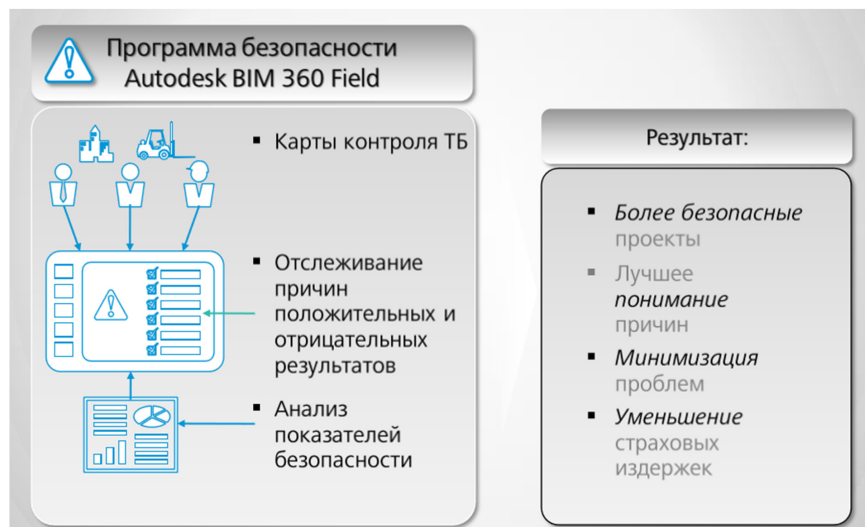 Программа безопасности
Autodesk BIM 360 Field
▪ Карты контроля ТБ
▪ Отслеживание
причин
положительных и
отрицательных
результатов
▪ Анализ
показателей
безопасности
Результат:
▪ Более безопасные
проекты
▪ Лучшее
понимание
причин
▪ Минимизация
проблем
▪ Уменьшение
страховых
издержек